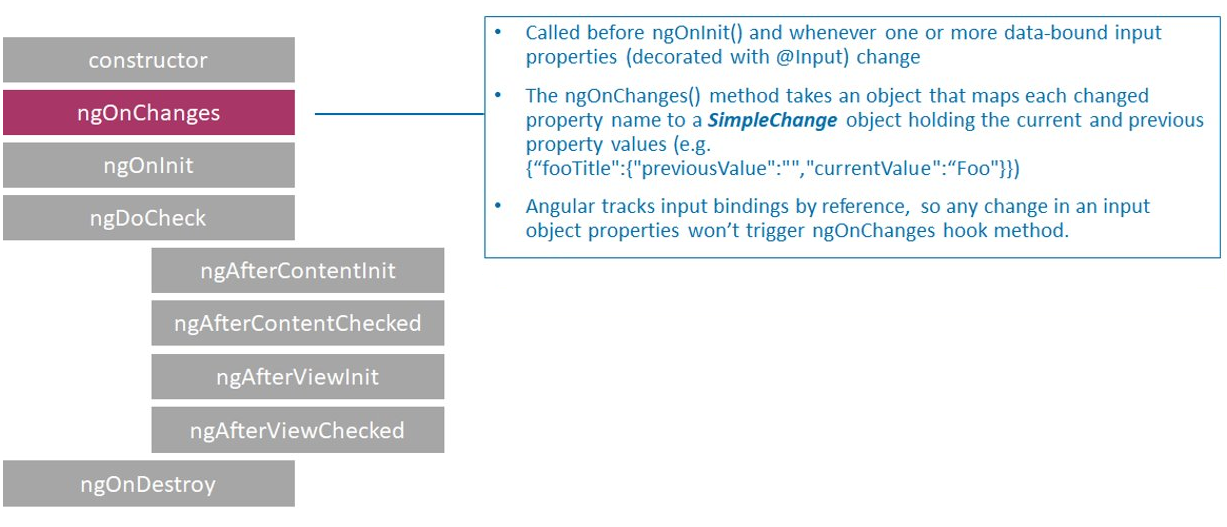 constructor
ngOnChanges
ngOnInit
ngDoCheck
ngAfterContentInit
ngAfterContentChecked
ngAfterViewInit
ngAfterViewChecked
ngOnDestroy
• Called before ngOnInit() and whenever one or more data-bound input
properties (decorated with @Input) change
• The ngOnChanges() method takes an object that maps each changed
property name to a SimpleChange object holding the current and previous
property values (e.g.
{“fooTitle":{"previousValue":"","currentValue":“Foo"}})
• Angular tracks input bindings by reference, so any change in an input
object properties won’t trigger ngOnChanges hook method.